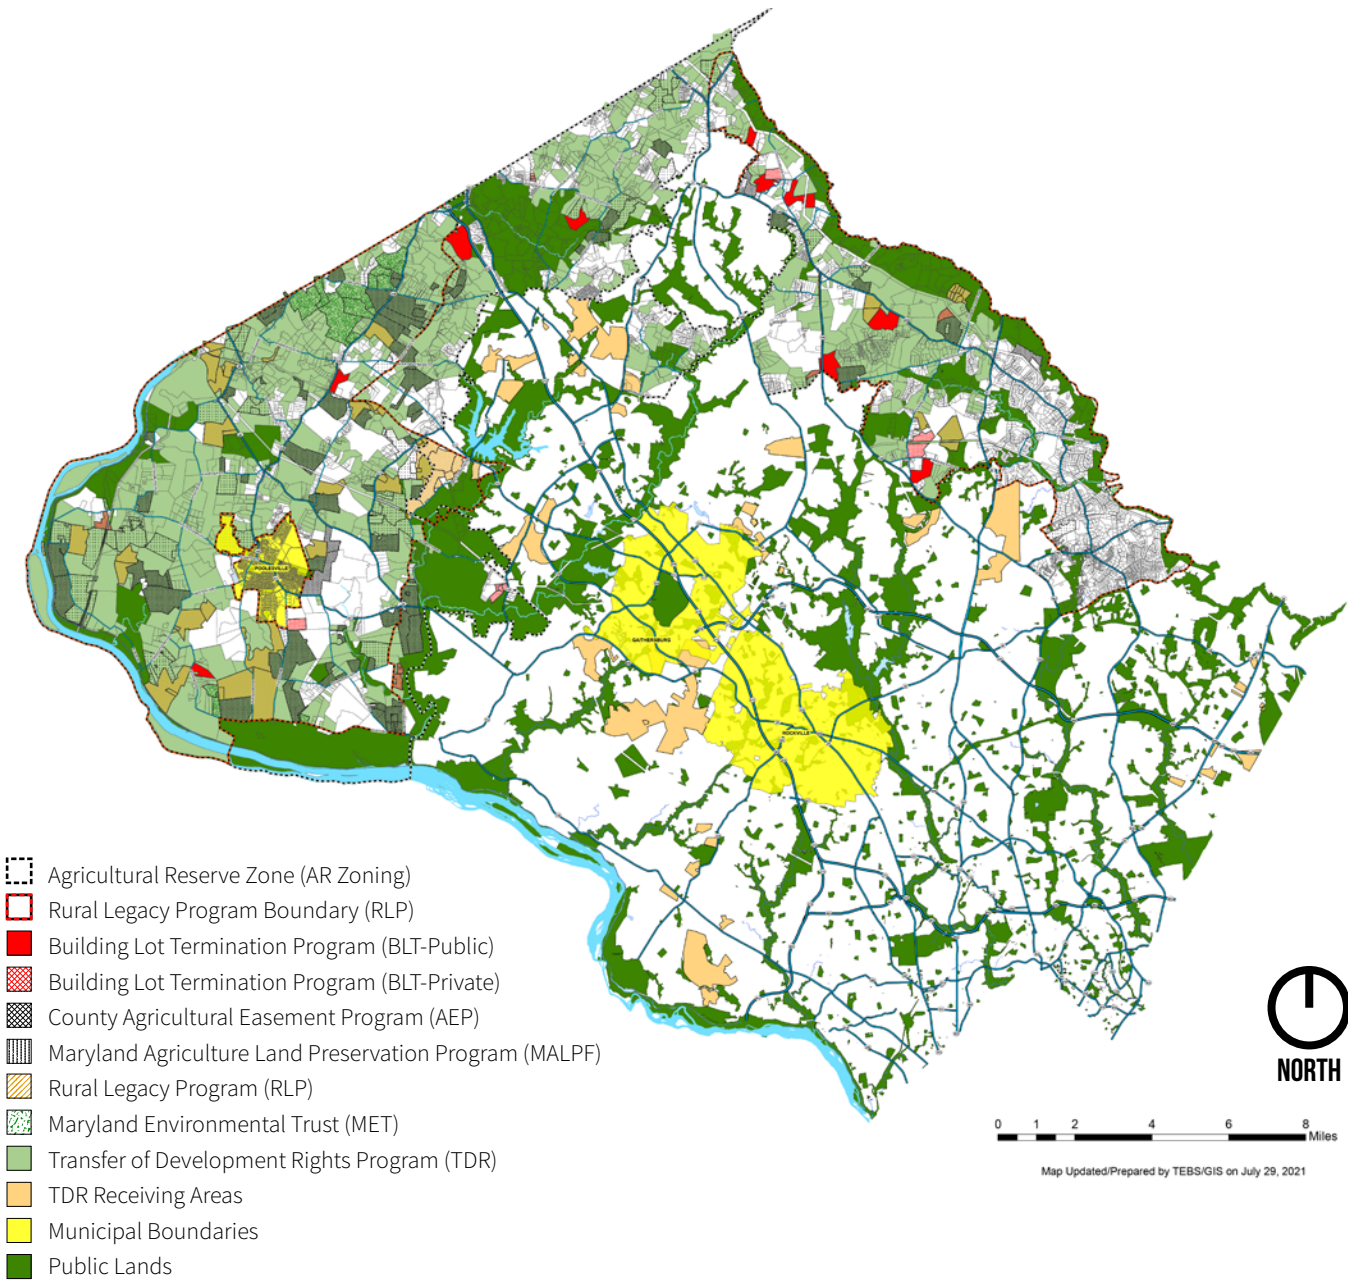 POOLESVILLE
GAITHERSBURG
ROCKVILLE
Agricultural Reserve Zone (AR Zoning)
Rural Legacy Program Boundary (RLP)
Building Lot Termination Program (BLT-Public)
Building Lot Termination Program (BLT-Private)
County Agricultural Easement Program (AEP)
Maryland Agriculture Land Preservation Program (MALPF)
Rural Legacy Program (RLP)
Maryland Environmental Trust (MET)
Transfer of Development Rights Program (TDR)
TDR Receiving Areas
Municipal Boundaries
Public Lands
NORTH
0 1 2 4 6 8
Miles
Map Updated/Prepared by TEBS/GIS on July 29, 2021